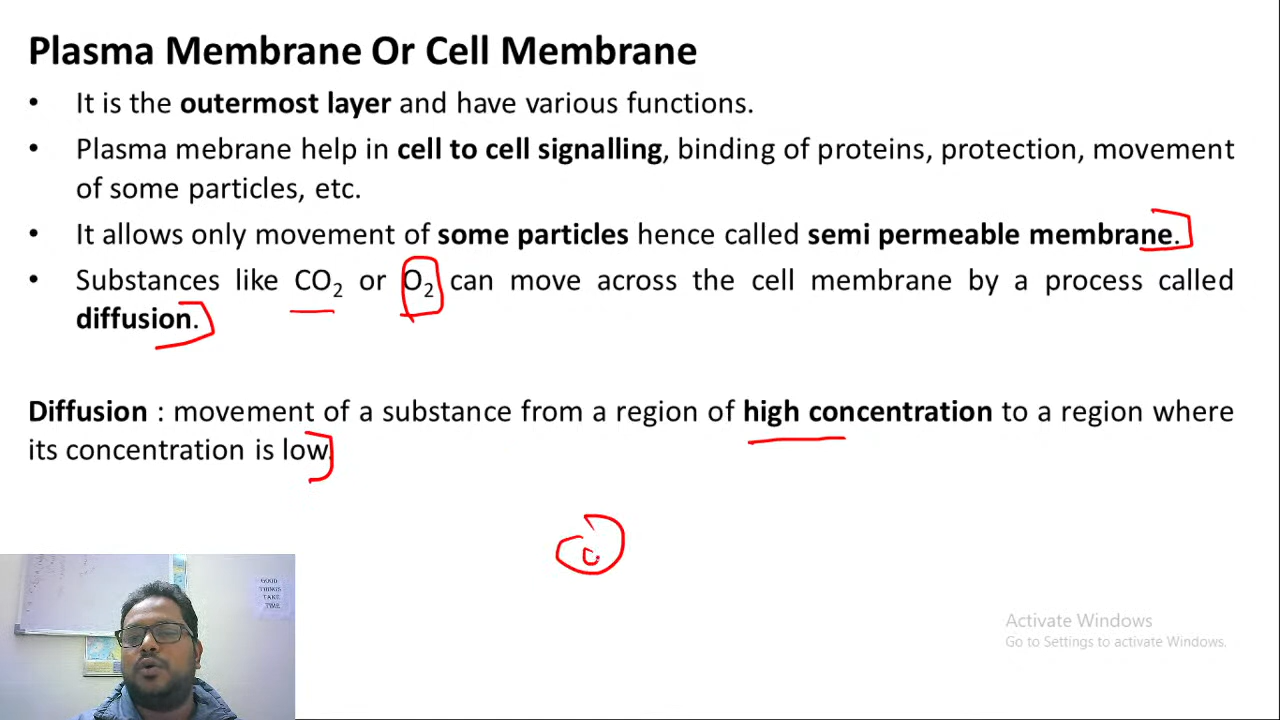 Plasma Membrane Or Cell Membrane
• It is the outermost layer and have various functions.
• Plasma mebrane help in cell to cell signalling, binding of proteins, protection, movement
of some particles, etc.
• It allows only movement of some particles hence called semi permeable membrane.
• Substances like CO₂ or O₂ can move across the cell membrane by a process called
diffusion.
Diffusion : movement of a substance from a region of high concentration to a region where
its concentration is low.
GOOD
THINGS
TAKE
TIME
Activate Windows
Go to Settings to activate Windows.